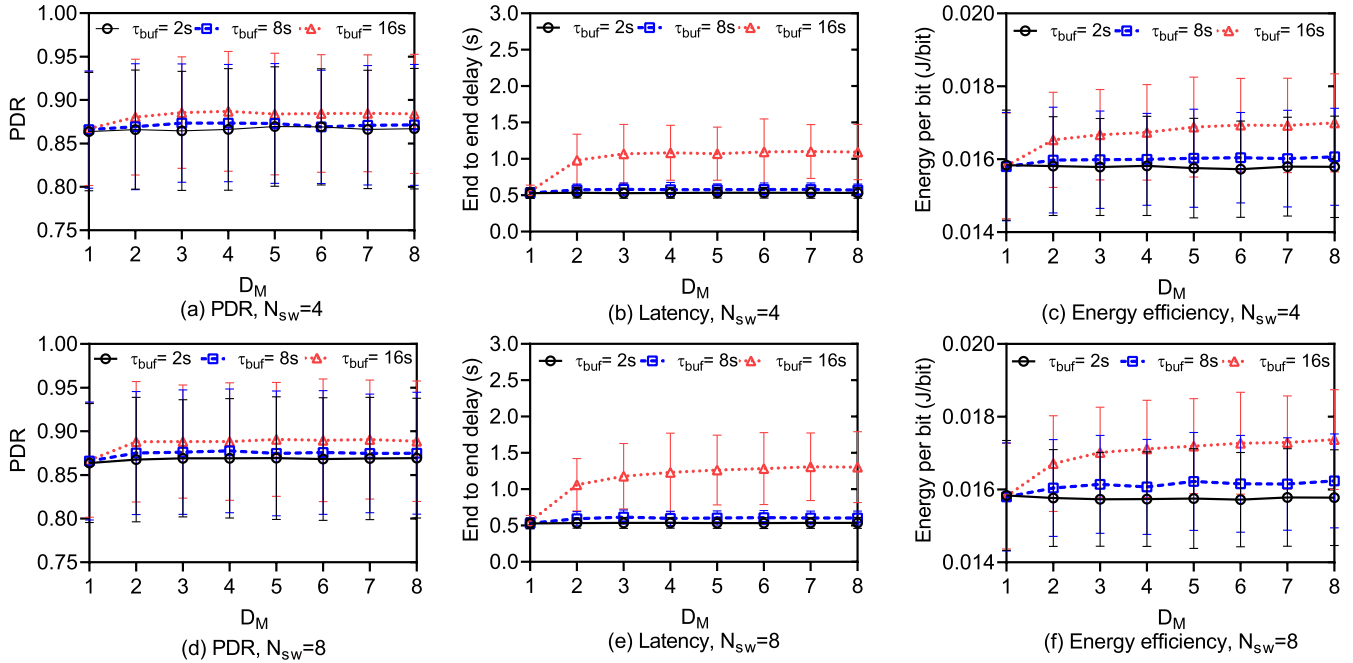 PDR
1.00
0.95
0.90
0.85
0.80
0.75
τbuf= 2s τbuf= 8s τbuf= 16s
1 2 3 4 5 6 7 8
DM
(a) PDR, Nsw=4
End to end delay (s)
3.0
2.5
2.0
1.5
1.0
0.5
0.0
τbuf= 2s τbuf= 8s τbuf= 16s
1 2 3 4 5 6 7 8
DM
(b) Latency, Nsw=4
Energy per bit (J/bit)
0.020
0.018
0.016
0.014
τbuf= 2s τbuf= 8s τbuf= 16s
1 2 3 4 5 6 7 8
DM
(c) Energy efficiency, Nsw=4
PDR
1.00
0.95
0.90
0.85
0.80
0.75
τbuf= 2s τbuf= 8s τbuf= 16s
1 2 3 4 5 6 7 8
DM
(d) PDR, Nsw=8
End to end delay (s)
3.0
2.5
2.0
1.5
1.0
0.5
0.0
τbuf= 2s τbuf= 8s τbuf= 16s
1 2 3 4 5 6 7 8
DM
(e) Latency, Nsw=8
Energy per bit (J/bit)
0.020
0.018
0.016
0.014
τbuf= 2s τbuf= 8s τbuf= 16s
1 2 3 4 5 6 7 8
DM
(f) Energy efficiency, Nsw=8